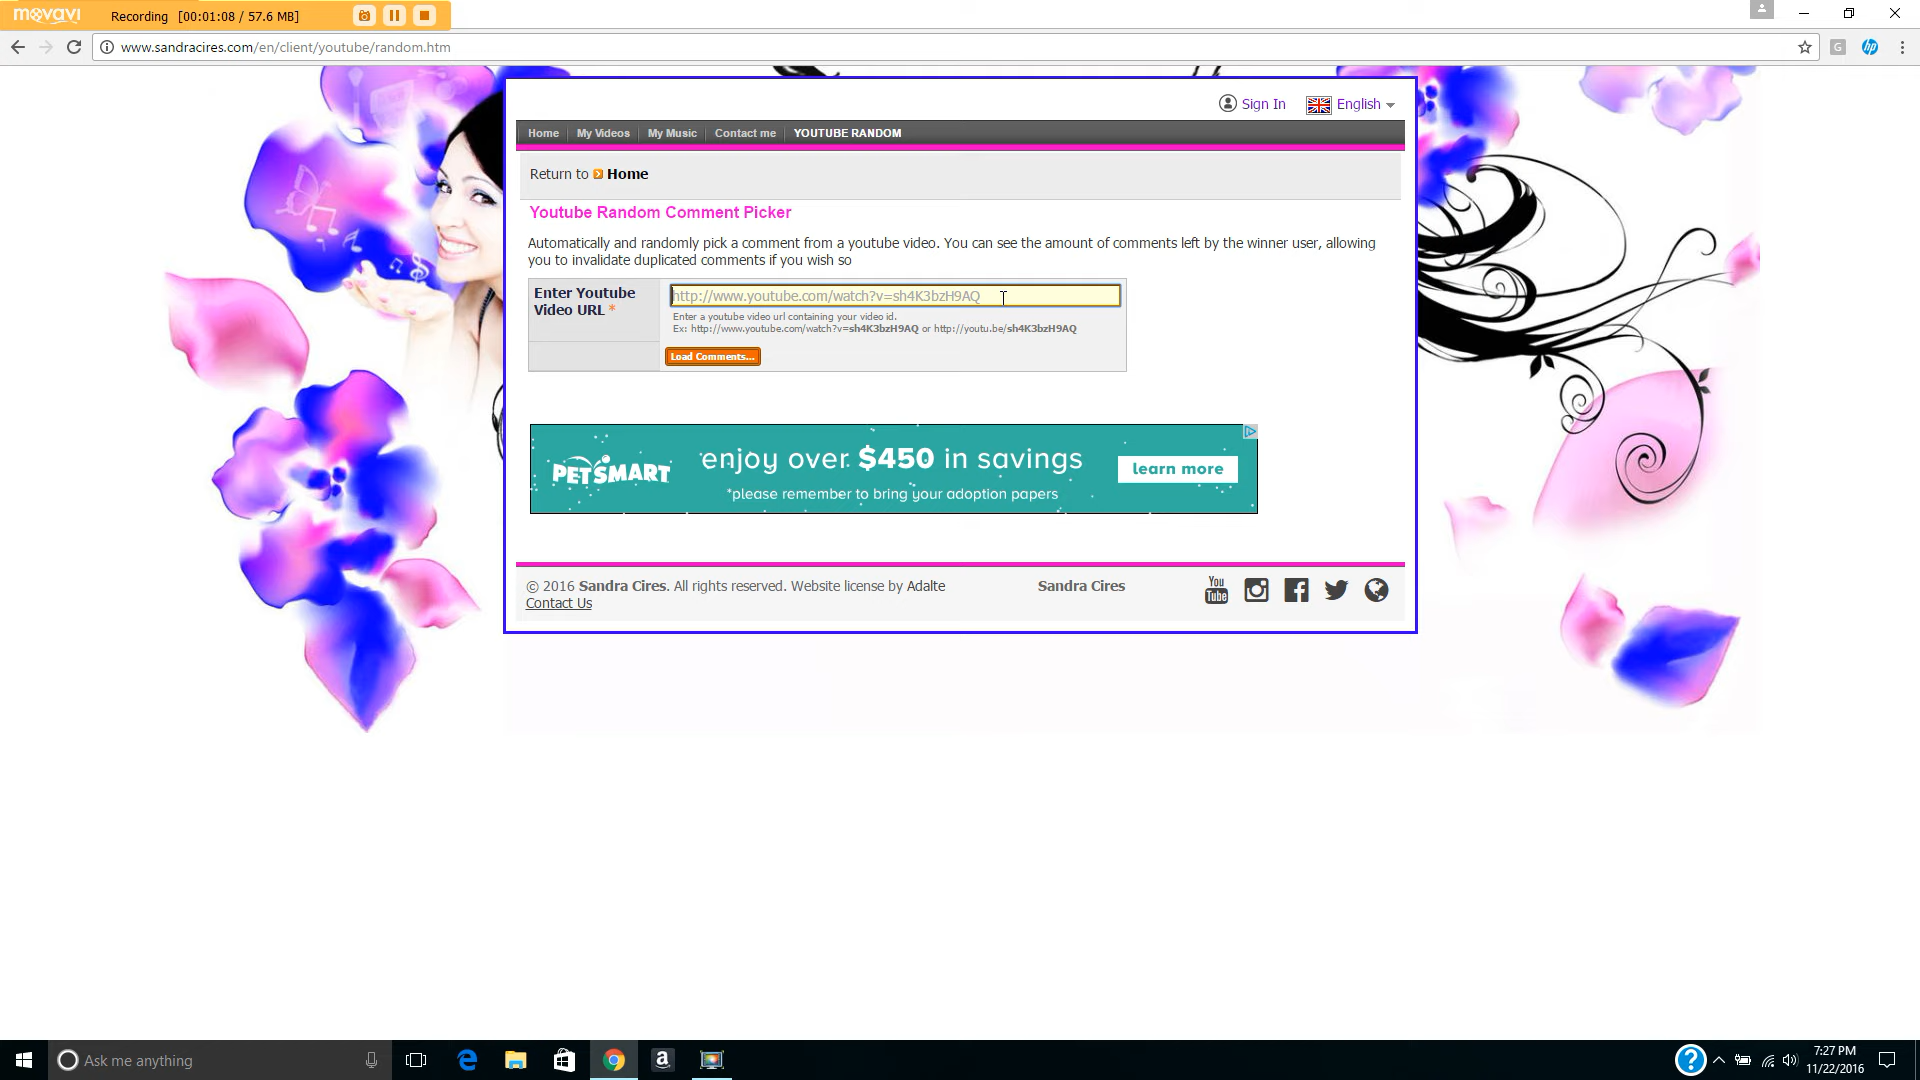 movavi Recording [00:01:08 / 57.6 MB]
www.sandracires.com/en/client/youtube/random.htm
Sign In English
Home My Videos My Music Contact me YOUTUBE RANDOM
Return to Home
Youtube Random Comment Picker
Automatically and randomly pick a comment from a youtube video. You can see the amount of comments left by the winner user, allowing
you to invalidate duplicated comments if you wish so
Enter Youtube
Video URL *
http://www.youtube.com/watch?v=sh4K3bzH9AQ
Enter a youtube video url containing your video id.
Ex: http://www.youtube.com/watch?v=sh4K3bzH9AQ or http://youtu.be/sh4K3bzH9AQ
Load Comments...
PETSMART
enjoy over $450 in savings
*please remember to bring your adoption papers
learn more
© 2016 Sandra Cires. All rights reserved. Website license by Adalte
Contact Us
Sandra Cires
You
Tube
Ask me anything
7:27 PM
11/22/2016